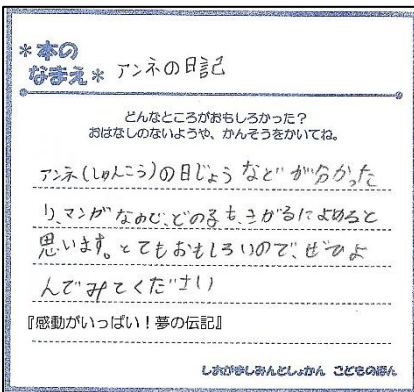 *本の
なまえ* アンネの日記
どんなところがおもしろかった?
おはなしのないようや、かんそうをかいてね。
アンネ(しゅじんこう)の日じょうなどが分かった
り、マンガなので、どの子も、きがるによめると
思います。とてもおもしろいので、ぜひよ
んでみてください
『感動がいっぱい!夢の伝記』
しおがましみんとしょかん こどものほん